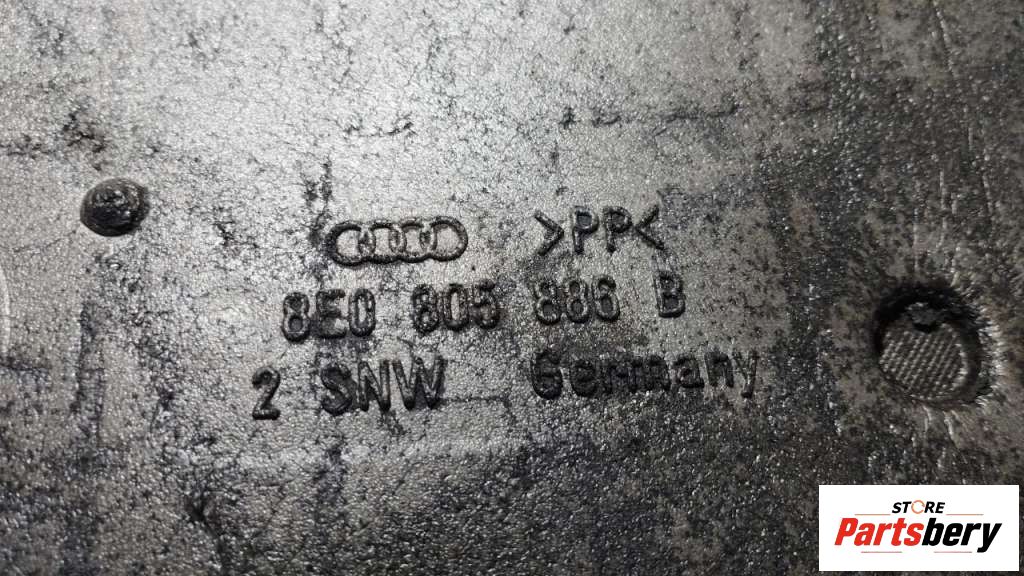 >PP<
8E0 805 886 B
2 SNW Germany
STORE
Partsbery